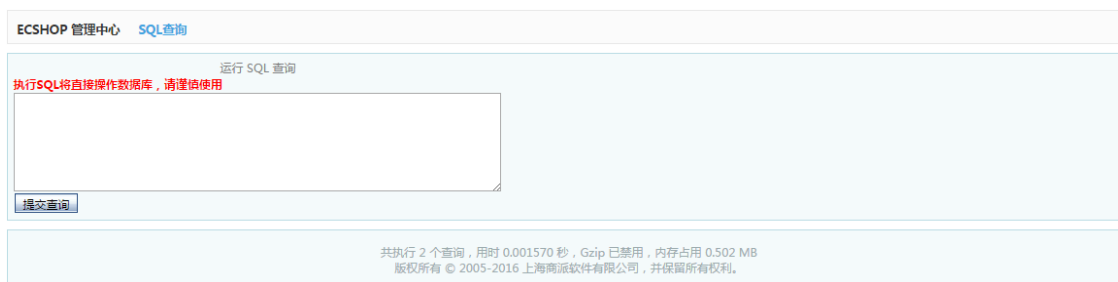 ECSHOP 管理中心 SQL查询
运行 SQL 查询
执行SQL将直接操作数据库，请谨慎使用
提交查询
共执行 2 个查询，用时 0.001570 秒，Gzip 已禁用，内存占用 0.502 MB
版权所有 © 2005-2016 上海商派软件有限公司，并保留所有权利。